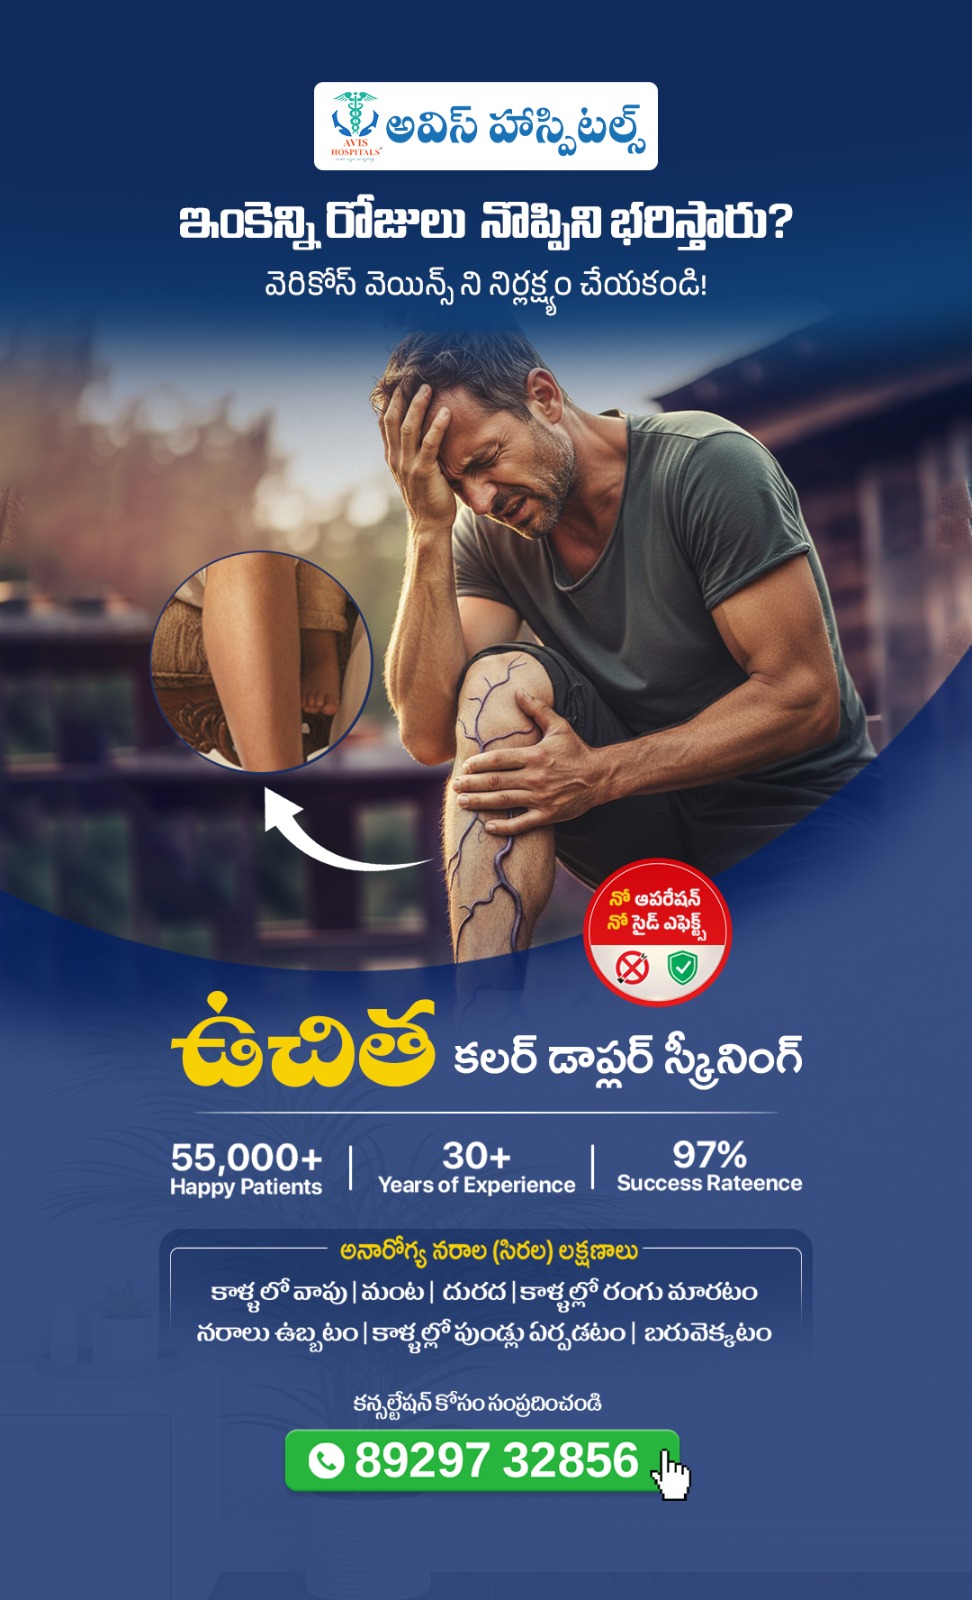 AVIS
HOSPITALS
అవిస్ హాస్పిటల్స్
ఇంకెన్ని రోజులు నొప్పిని భరిస్తారు?
వెరికోస్ వెయిన్స్ ని నిర్లక్ష్యం చేయకండి!
నో ఆపరేషన్
నో సైడ్ ఎఫెక్ట్స్
ఉచిత కలర్ డాప్లర్ స్క్రీనింగ్
55,000+ | 30+ | 97%
Happy Patients Years of Experience Success Rateence
అనారోగ్య నరాల (సిరల) లక్షణాలు
కాళ్ళలో వాపు | మంట | దురద | కాళ్ళల్లో రంగు మారటం
నరాలు ఉబ్బటం | కాళ్ళల్లో పుండ్లు ఏర్పడటం | బరువెక్కటం
కన్సల్టేషన్ కోసం సంప్రదించండి
89297 32856